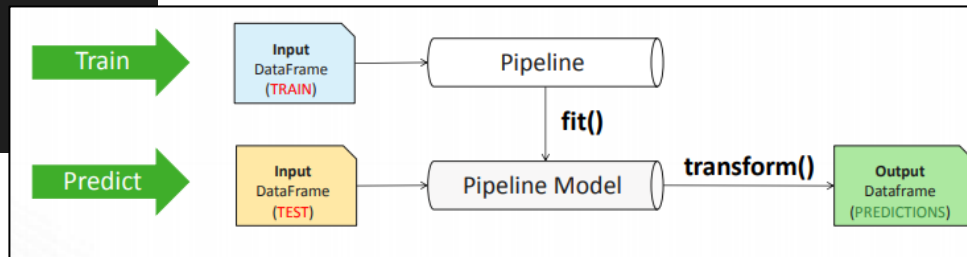 Train
Input
DataFrame
(TRAIN)
Pipeline
fit()
Predict
Input
DataFrame
(TEST)
Pipeline Model
transform()
Output
Dataframe
(PREDICTIONS)